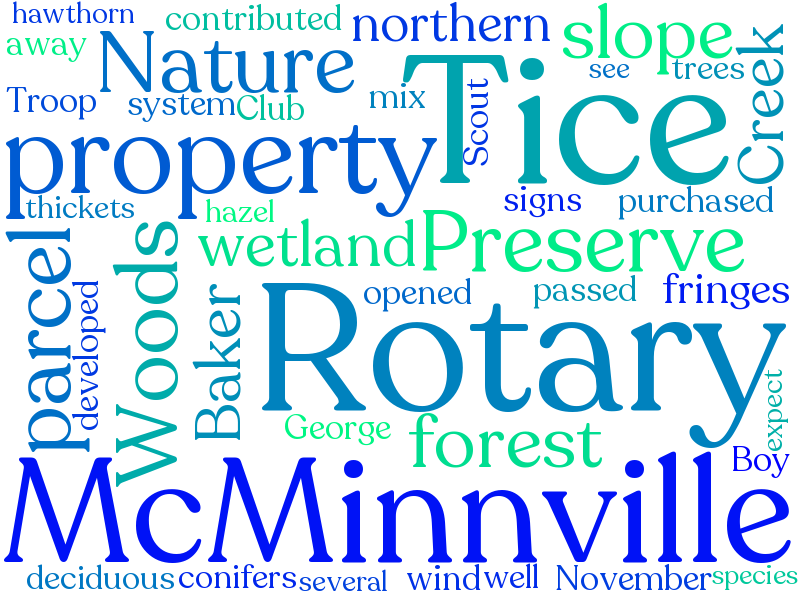 hawthorn
contributed
northern
slope
away
Nature
Tice
Creek
see
trees
Troop
system
Club
mix
Scout
property
thickets
hazel
signs
purchased
wetland
Preserve
parcel
Woods
developed
Baker
opened
passed
fringes
Rotary
expect
George
forest
Boy
McMinnville
deciduous
conifers
several
wind
well
November
species